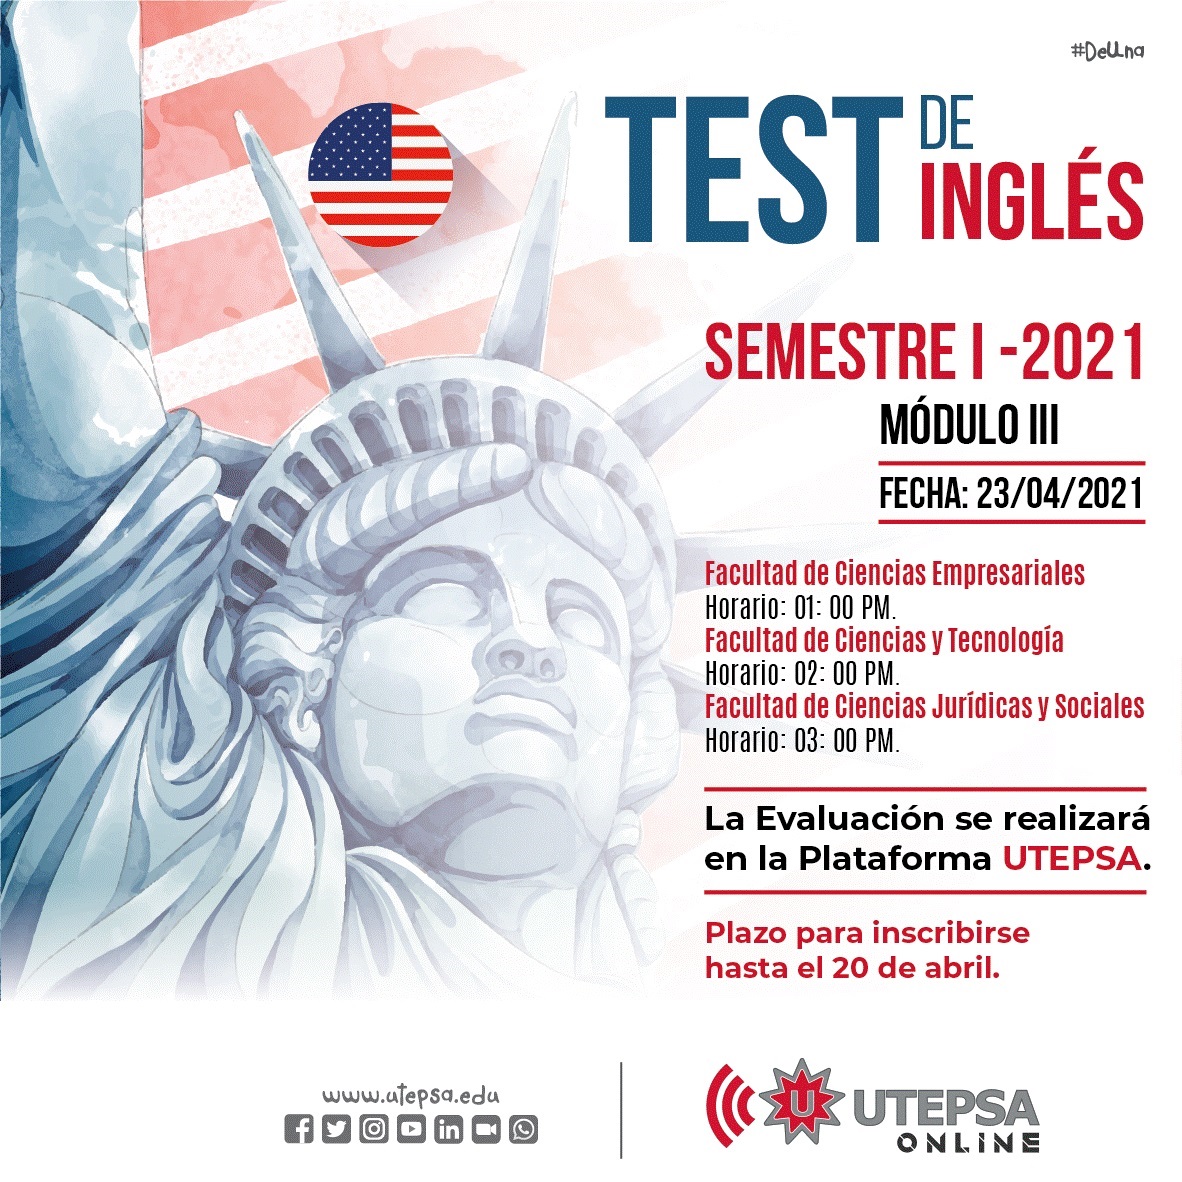 #DeUna
TEST DE
INGLÉS
SEMESTRE I -2021
MÓDULO III
FECHA: 23/04/2021
Facultad de Ciencias Empresariales
Horario: 01: 00 PM.
Facultad de Ciencias y Tecnología
Horario: 02: 00 PM.
Facultad de Ciencias Jurídicas y Sociales
Horario: 03: 00 PM.
La Evaluación se realizará
en la Plataforma UTEPSA.
Plazo para inscribirse
hasta el 20 de abril.
www.utepsa.edu
U UTEPSA
ONLINE